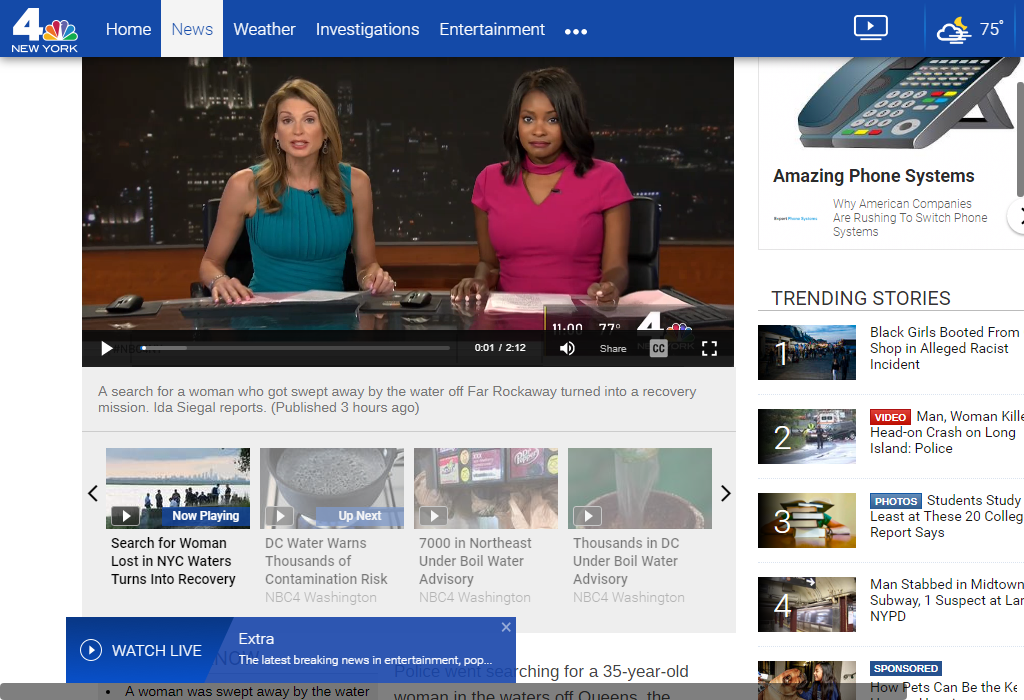 4
NEW YORK
Home
News
Weather
Investigations
Entertainment
75°
Amazing Phone Systems
Why American Companies
Are Rushing To Switch Phone
Systems
Expert Phone Systems
11:00 77°
4
0:01 / 2:12
Share
CC
A search for a woman who got swept away by the water off Far Rockaway turned into a recovery
mission. Ida Siegal reports. (Published 3 hours ago)
Now Playing
Search for Woman
Lost in NYC Waters
Turns Into Recovery
Up Next
DC Water Warns
Thousands of
Contamination Risk
NBC4 Washington
7000 in Northeast
Under Boil Water
Advisory
NBC4 Washington
Thousands in DC
Under Boil Water
Advisory
NBC4 Washington
TRENDING STORIES
1
Black Girls Booted From
Shop in Alleged Racist
Incident
2
VIDEO Man, Woman Kille
Head-on Crash on Long
Island: Police
3
PHOTOS Students Study
Least at These 20 Colleg
Report Says
4
Man Stabbed in Midtown
Subway, 1 Suspect at Lar
NYPD
SPONSORED
How Pets Can Be the Ke
WATCH LIVE
Extra
The latest breaking news in entertainment, pop...
• A woman was swept away by the water
Police went searching for a 35-year-old
woman in the waters off Queens, the